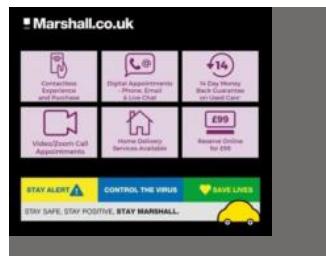 Marshall.co.uk
Contactless
Experience
and Purchase
Digital Appointments
- Phone, Email
& Live Chat
+14
14 Day Money
Back Guarantee
on Used Cars
Video/Zoom Call
Appointments
Home Delivery
Services Available
£99
Reserve Online
for £99
STAY ALERT
CONTROL THE VIRUS
SAVE LIVES
STAY SAFE, STAY POSITIVE, STAY MARSHALL.